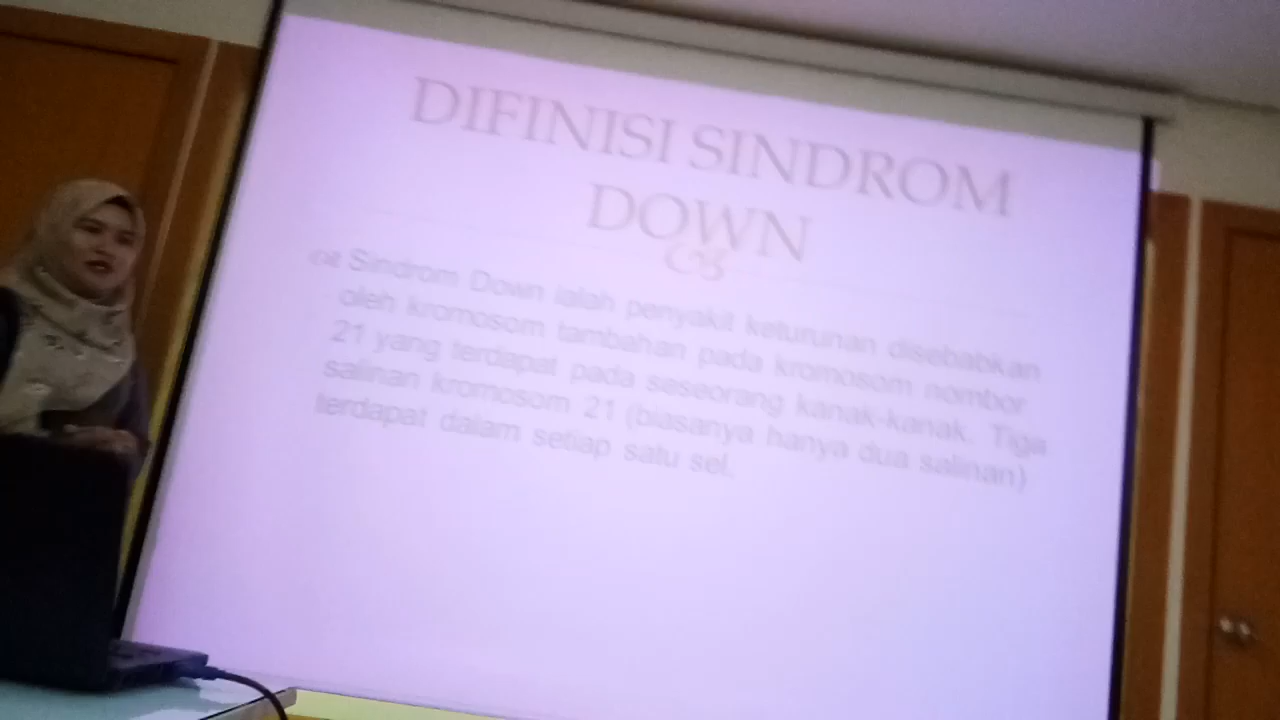 DIFINISI SINDROM
DOWN
Sindrom Down ialah penyakit keturunan disebabkan
oleh kromosom tambahan pada kromosom nombor
21 yang terdapat pada seseorang kanak-kanak. Tiga
salinan kromosom 21 (biasanya hanya dua salinan)
terdapat dalam setiap satu sel.